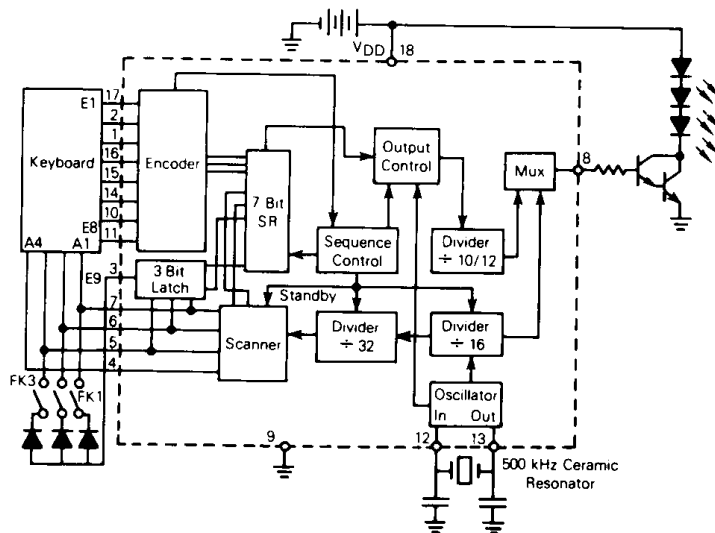 VDD
18
17
E1
2
1
Keyboard
16
15
14
10
E8
11
A4
A1
Encoder
7 Bit
SR
Output
Control
Mux
8
Sequence
Control
Divider
÷ 10/12
E9
3
3 Bit
Latch
Standby
7
6
5
4
Scanner
Divider
÷ 32
Divider
÷ 16
FK3
FK1
Oscillator
In Out
9
12
13
500 kHz Ceramic
Resonator